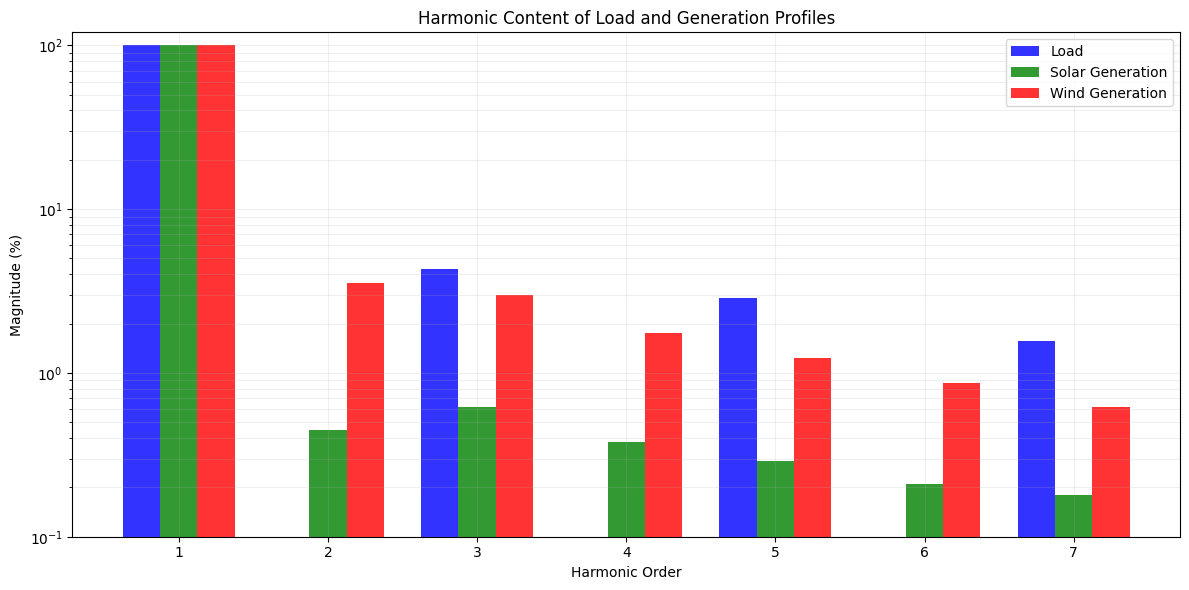 Harmonic Content of Load and Generation Profiles
Load
Solar Generation
Wind Generation
Magnitude (%)
10²
10¹
10⁰
10⁻¹
1 2 3 4 5 6 7
Harmonic Order